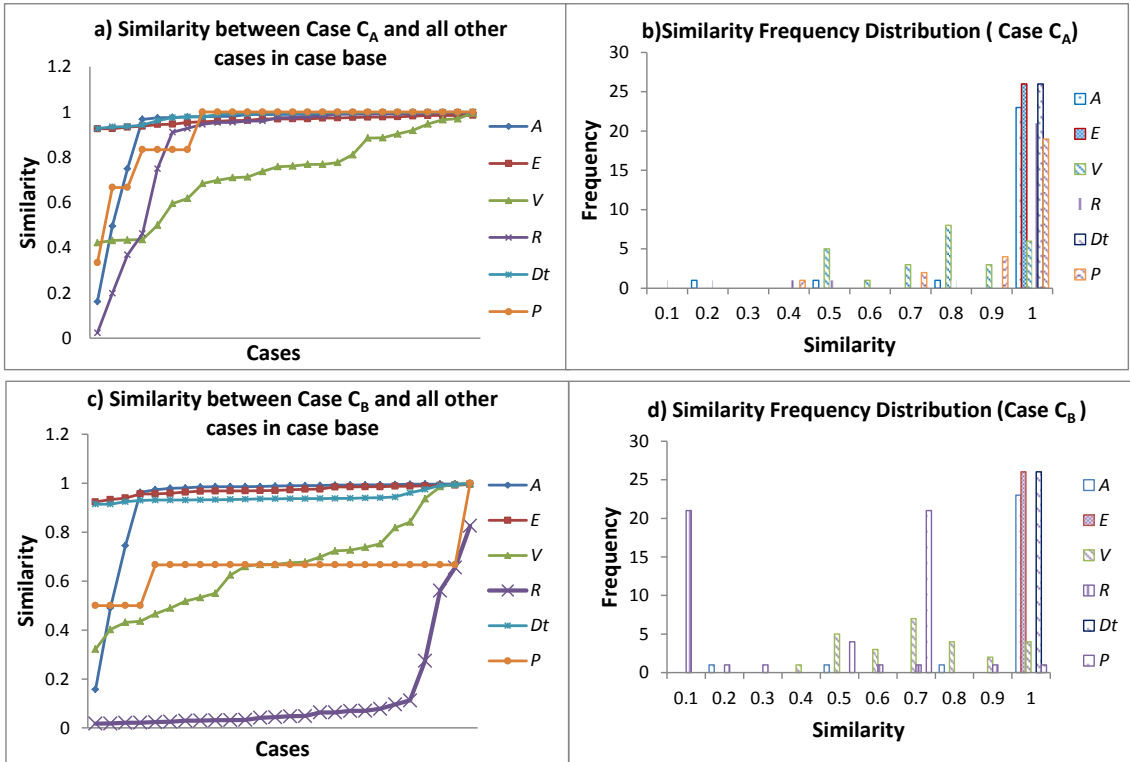 a) Similarity between Case C_A and all other
cases in case base
1.2
1
0.8
0.6
0.4
0.2
0
Similarity
Cases
A
E
V
R
Dt
P
b)Similarity Frequency Distribution ( Case C_A)
30
25
20
15
10
5
0
Frequency
0.1 0.2 0.3 0.4 0.5 0.6 0.7 0.8 0.9 1
Similarity
A
E
V
R
Dt
P
c) Similarity between Case C_B and all other
cases in case base
1.2
1
0.8
0.6
0.4
0.2
0
Similarity
Cases
A
E
V
R
Dt
P
d) Similarity Frequency Distribution (Case C_B )
30
25
20
15
10
5
0
Frequency
0.1 0.2 0.3 0.4 0.5 0.6 0.7 0.8 0.9 1
Similarity
A
E
V
R
Dt
P